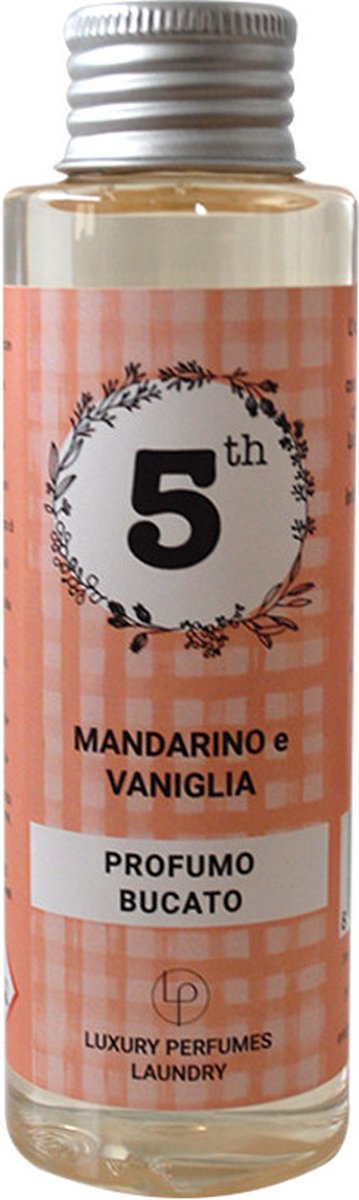 5th
MANDARINO e
VANIGLIA
PROFUMO
BUCATO
LP
LUXURY PERFUMES
LAUNDRY